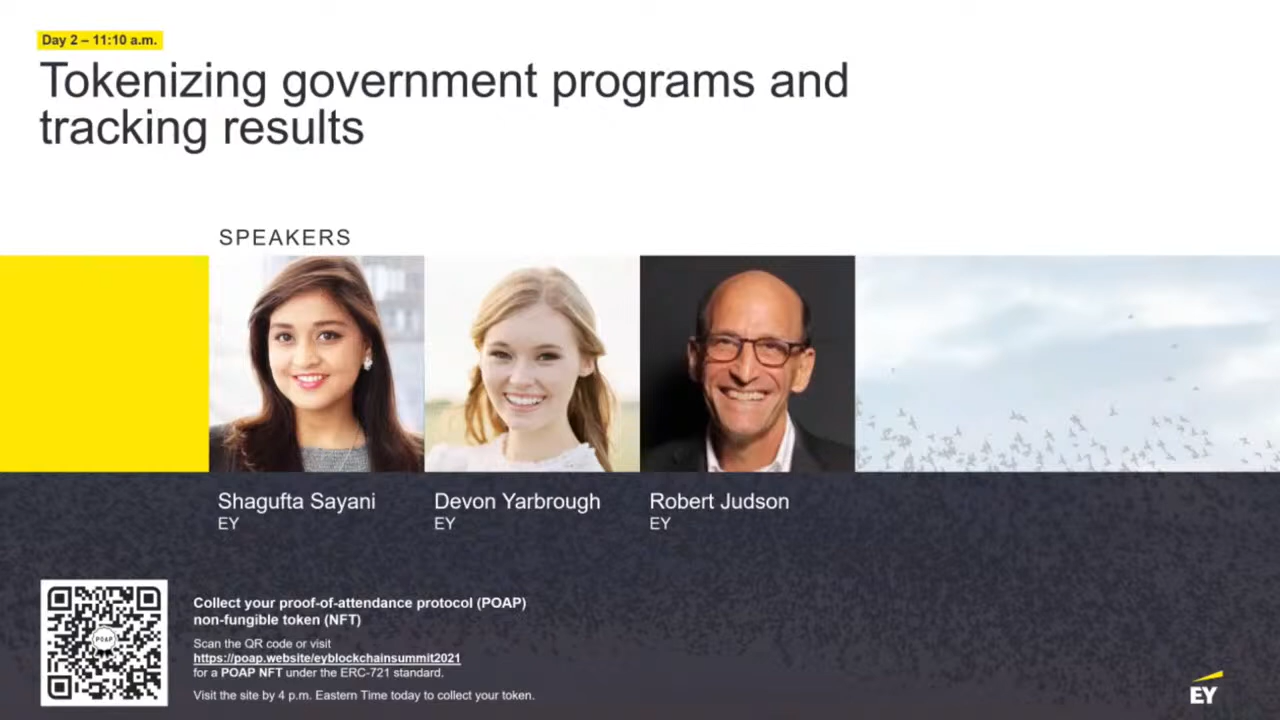 Day 2 – 11:10 a.m.
Tokenizing government programs and
tracking results
SPEAKERS
Shagufta Sayani
EY
Devon Yarbrough
EY
Robert Judson
EY
POAP
Collect your proof-of-attendance protocol (POAP)
non-fungible token (NFT)
Scan the QR code or visit
https://poap.website/eyblockchainsummit2021
for a POAP NFT under the ERC-721 standard.
Visit the site by 4 p.m. Eastern Time today to collect your token.
EY